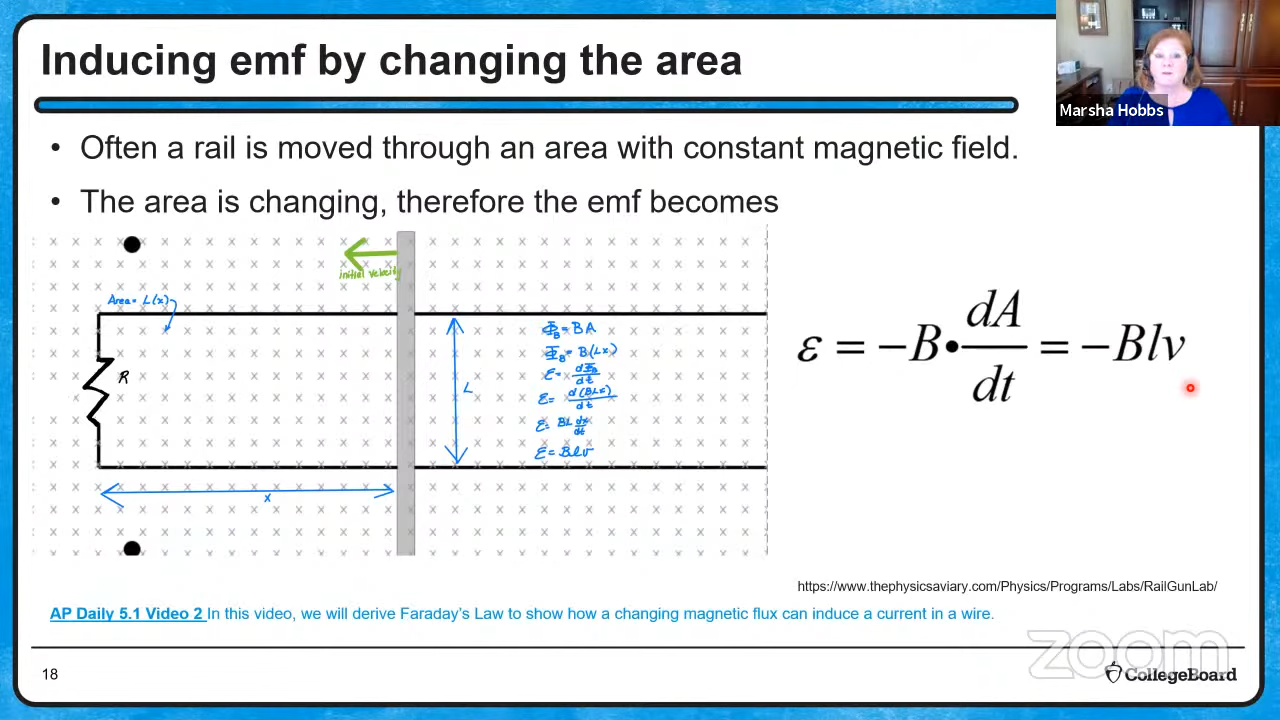 Inducing emf by changing the area
Marsha Hobbs
• Often a rail is moved through an area with constant magnetic field.
• The area is changing, therefore the emf becomes
initial velocity
Area = L(x)
R
L
x
Φ_B = BA
Φ_B = B(Lx)
ε = dΦ_B/dt
ε = d(BLx)/dt
ε = BL dx/dt
ε = Blv
ε = −B • dA/dt = −Blv
https://www.thephysicsaviary.com/Physics/Programs/Labs/RailGunLab/
AP Daily 5.1 Video 2 In this video, we will derive Faraday's Law to show how a changing magnetic flux can induce a current in a wire.
zoom
18
CollegeBoard